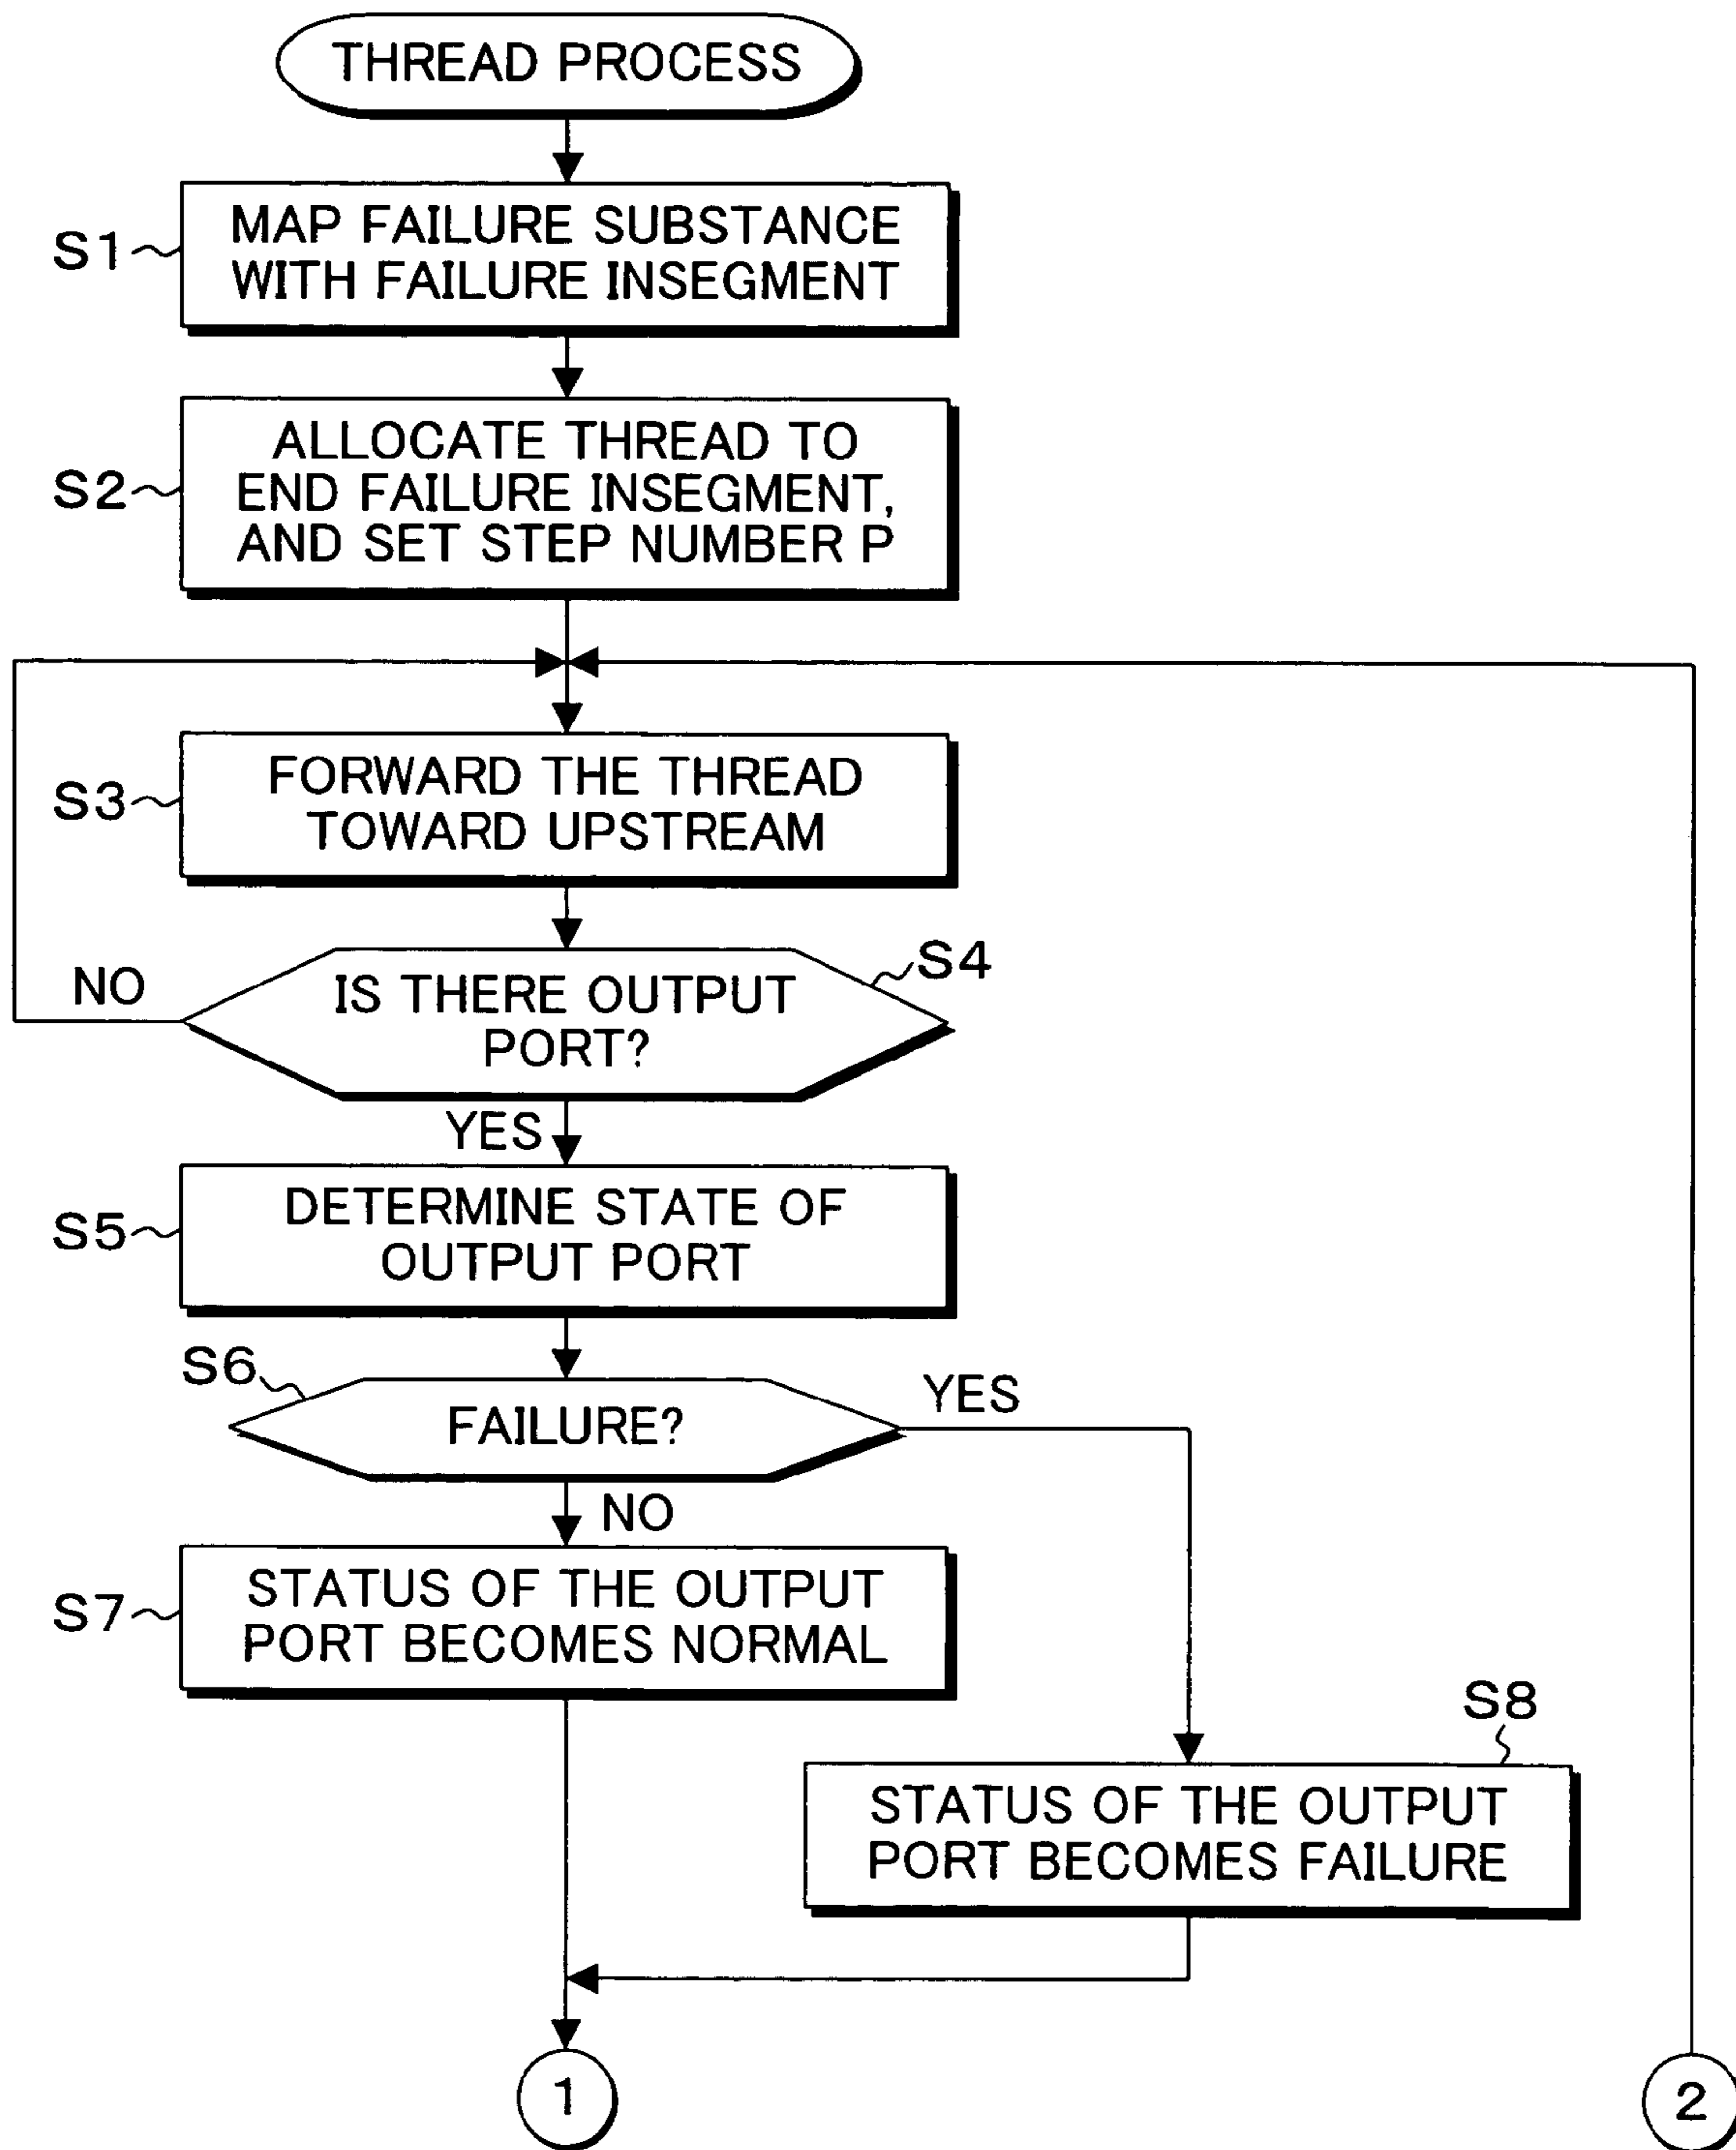 THREAD PROCESS
S1
MAP FAILURE SUBSTANCE
WITH FAILURE INSEGMENT
S2
ALLOCATE THREAD TO
END FAILURE INSEGMENT,
AND SET STEP NUMBER P
S3
FORWARD THE THREAD
TOWARD UPSTREAM
S4
NO
IS THERE OUTPUT
PORT?
YES
S5
DETERMINE STATE OF
OUTPUT PORT
S6
YES
FAILURE?
NO
S7
STATUS OF THE OUTPUT
PORT BECOMES NORMAL
S8
STATUS OF THE OUTPUT
PORT BECOMES FAILURE
1
2